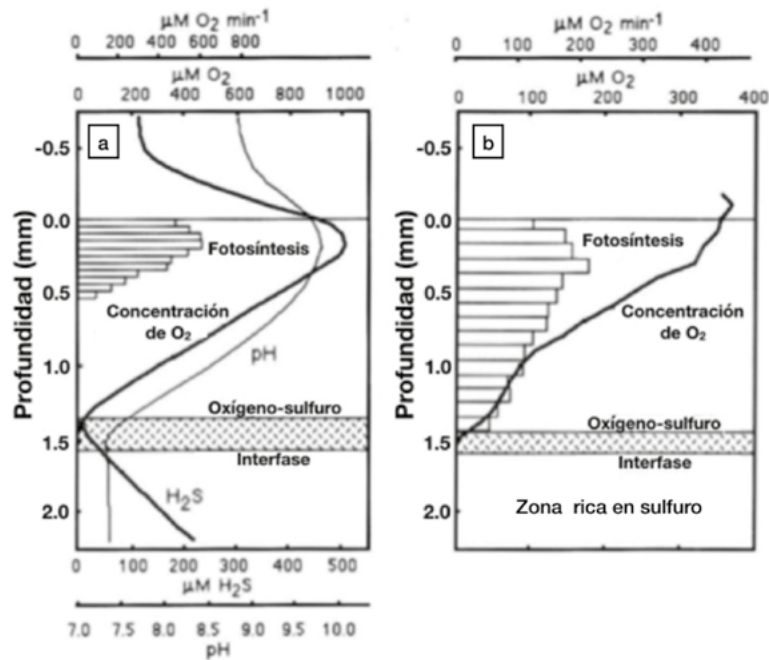 μM O2 min-1
0 200 400 600 800
μM O2
0 200 400 600 800 1000
a
Profundidad (mm)
-0.5
0.0
0.5
1.0
1.5
2.0
Fotosíntesis
Concentración
de O2
pH
Oxígeno-sulfuro
Interfase
H2S
0 100 200 300 400 500
μM H2S
7.0 7.5 8.0 8.5 9.0 9.5 10.0
pH
μM O2 min-1
0 100 200 300 400
μM O2
0 100 200 300 400
b
Profundidad (mm)
-0.5
0.0
0.5
1.0
1.5
2.0
Fotosíntesis
Concentración
de O2
Oxígeno-sulfuro
Interfase
Zona rica en sulfuro